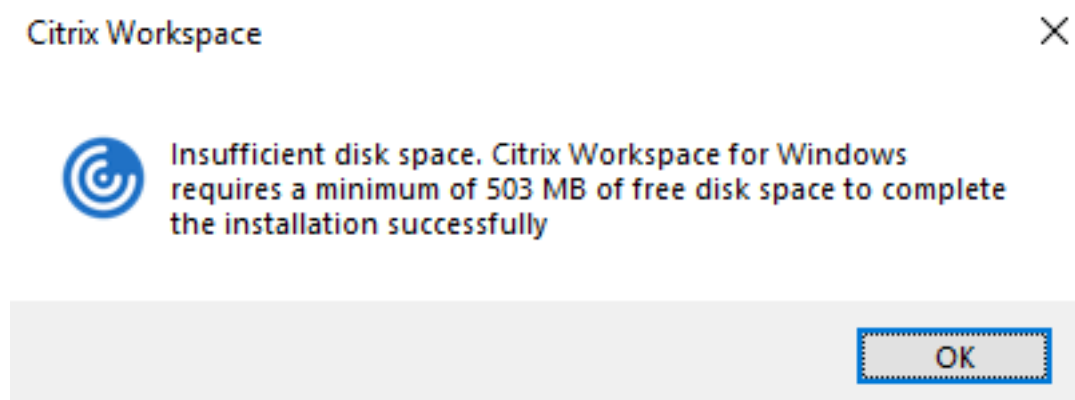 Citrix Workspace
Insufficient disk space. Citrix Workspace for Windows
requires a minimum of 503 MB of free disk space to complete
the installation successfully
OK